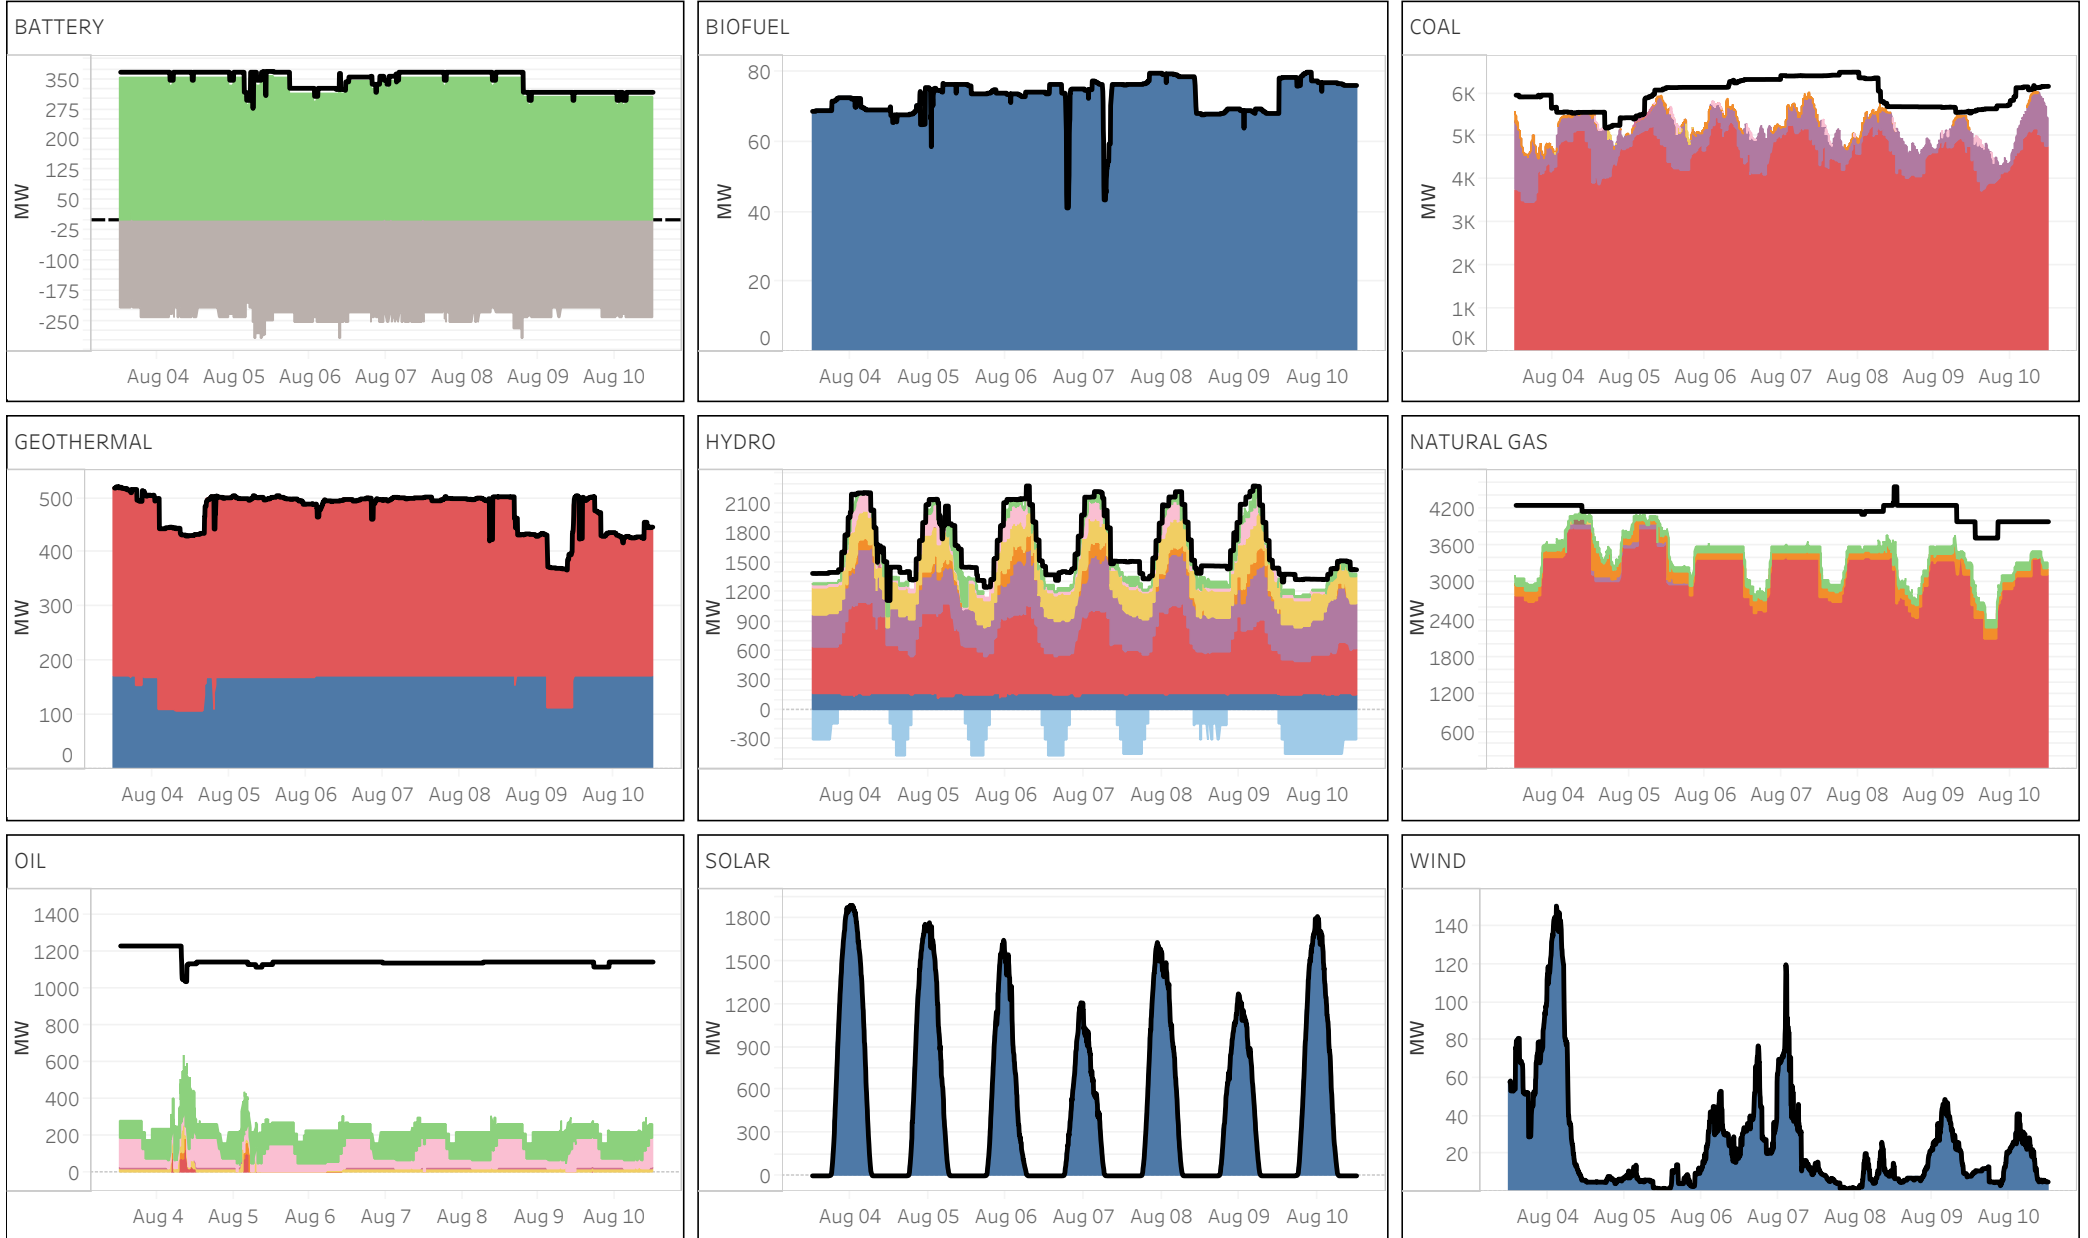 BATTERY
350
275
200
125
50
-25
-100
-175
-250
MW
Aug 04 Aug 05 Aug 06 Aug 07 Aug 08 Aug 09 Aug 10
BIOFUEL
80
60
40
20
0
MW
Aug 04 Aug 05 Aug 06 Aug 07 Aug 08 Aug 09 Aug 10
COAL
6K
5K
4K
3K
2K
1K
0K
MW
Aug 04 Aug 05 Aug 06 Aug 07 Aug 08 Aug 09 Aug 10
GEOTHERMAL
500
400
300
200
100
0
MW
Aug 04 Aug 05 Aug 06 Aug 07 Aug 08 Aug 09 Aug 10
HYDRO
2100
1800
1500
1200
900
600
300
0
-300
MW
Aug 04 Aug 05 Aug 06 Aug 07 Aug 08 Aug 09 Aug 10
NATURAL GAS
4200
3600
3000
2400
1800
1200
600
MW
Aug 04 Aug 05 Aug 06 Aug 07 Aug 08 Aug 09 Aug 10
OIL
1400
1200
1000
800
600
400
200
0
MW
Aug 4 Aug 5 Aug 6 Aug 7 Aug 8 Aug 9 Aug 10
SOLAR
1800
1500
1200
900
600
300
0
MW
Aug 04 Aug 05 Aug 06 Aug 07 Aug 08 Aug 09 Aug 10
WIND
140
120
100
80
60
40
20
MW
Aug 04 Aug 05 Aug 06 Aug 07 Aug 08 Aug 09 Aug 10